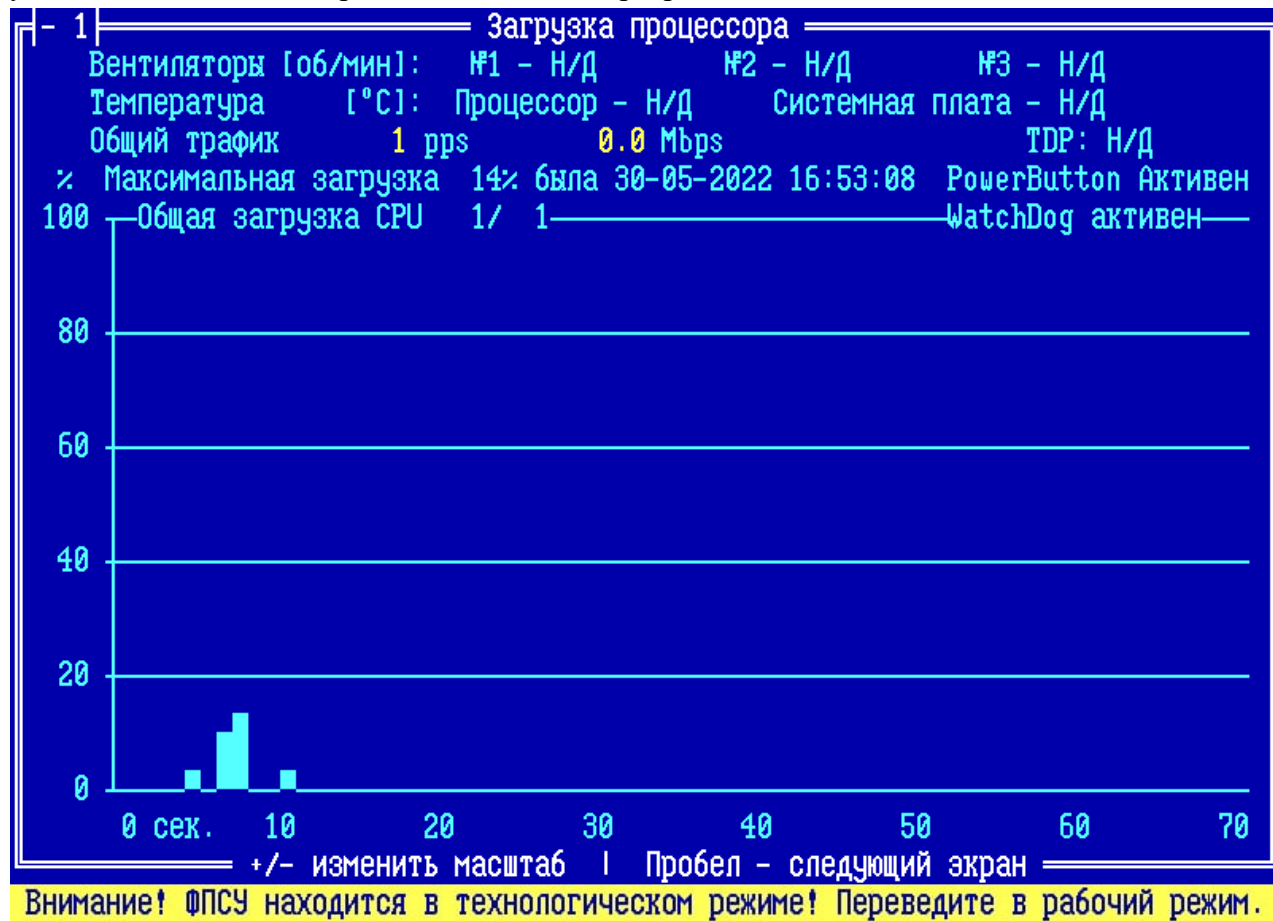 - 1 Загрузка процессора
Вентиляторы [об/мин]: №1 - Н/Д №2 - Н/Д №3 - Н/Д
Температура [°C]: Процессор - Н/Д Системная плата - Н/Д
Общий трафик 1 pps 0.0 Mbps TDP: Н/Д
% Максимальная загрузка 14% была 30-05-2022 16:53:08 PowerButton Активен
100 Общая загрузка CPU 1/ 1 WatchDog активен
80
60
40
20
0
0 сек. 10 20 30 40 50 60 70
+/- изменить масштаб | Пробел - следующий экран
Внимание! ФПСУ находится в технологическом режиме! Переведите в рабочий режим.